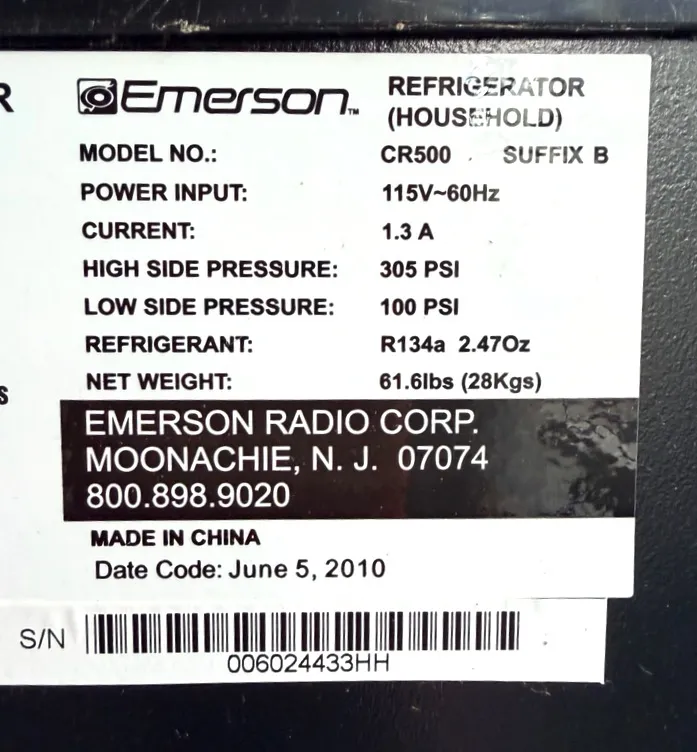 R
Emerson™ REFRIGERATOR
(HOUSEHOLD)
MODEL NO.: CR500 SUFFIX B
POWER INPUT: 115V~60Hz
CURRENT: 1.3 A
HIGH SIDE PRESSURE: 305 PSI
LOW SIDE PRESSURE: 100 PSI
REFRIGERANT: R134a 2.47Oz
NET WEIGHT: 61.6lbs (28Kgs)
s
EMERSON RADIO CORP.
MOONACHIE, N. J. 07074
800.898.9020
MADE IN CHINA
Date Code: June 5, 2010
S/N
006024433HH